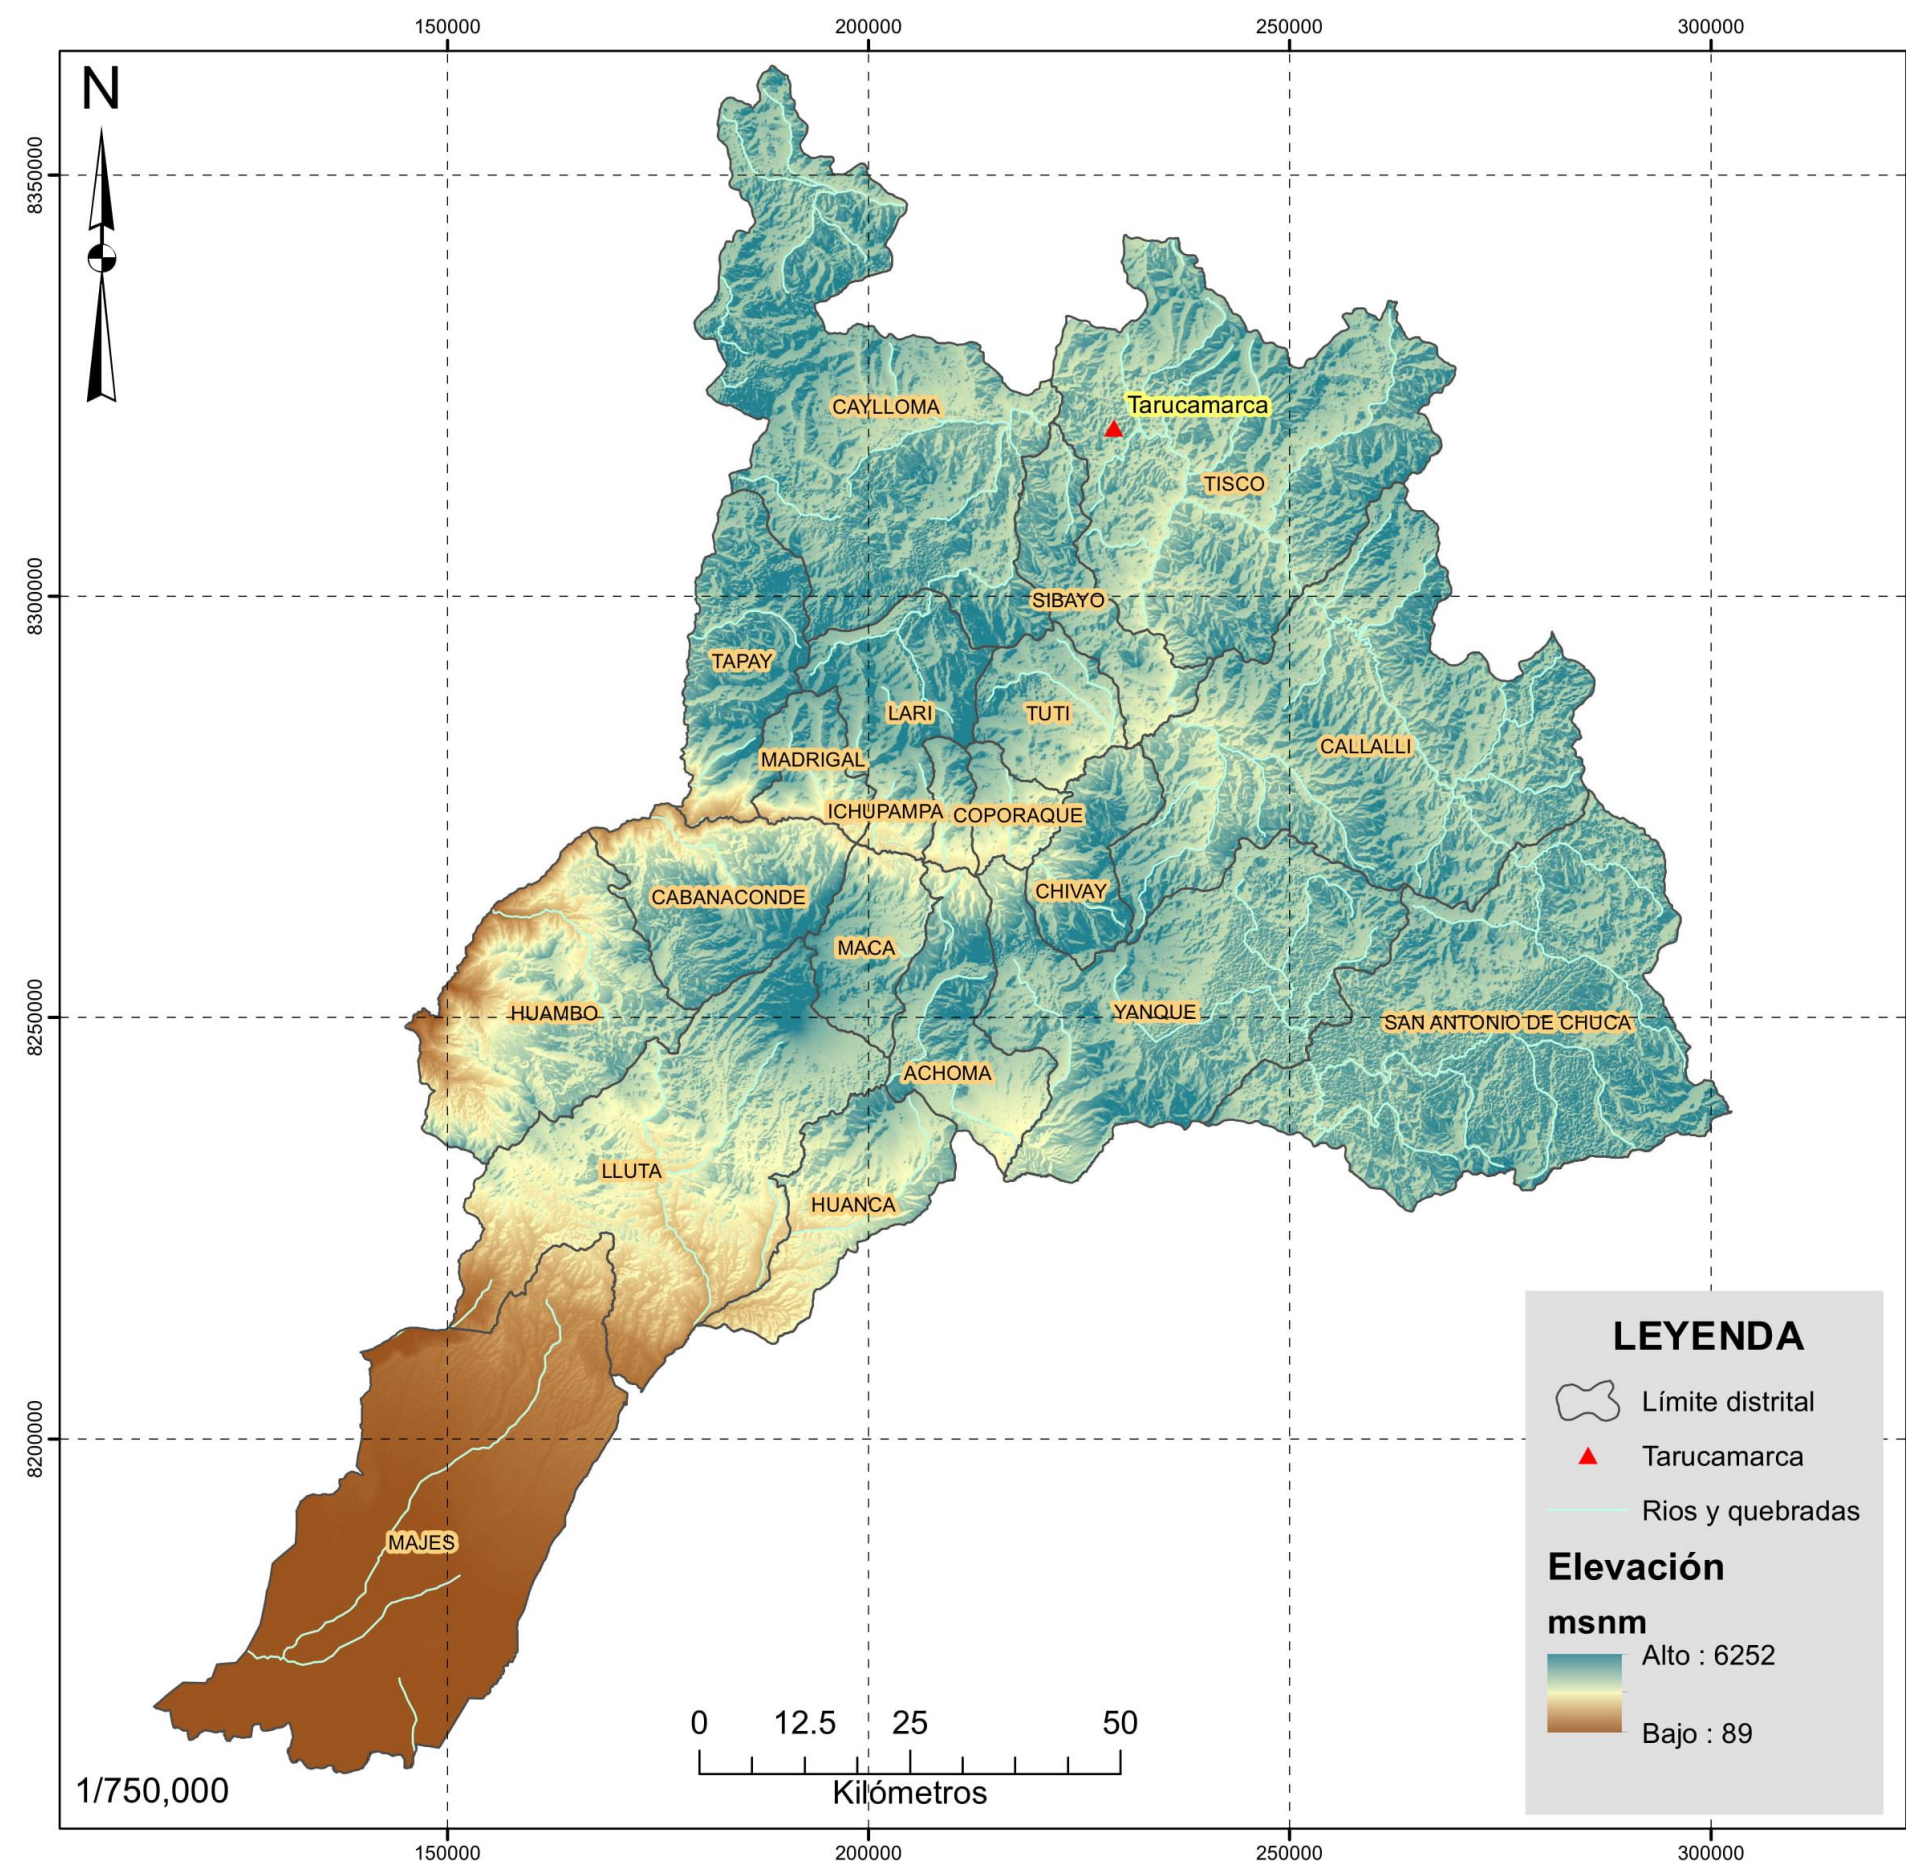 150000
200000
250000
300000
N
8350000
CAYLLOMA
Tarucamarca
TISCO
8300000
SIBAYO
TAPAY
LARI
TUTI
CALLALLI
MADRIGAL
ICHUPAMPA
COPORAQUE
CHIVAY
CABANACONDE
MACA
8250000
HUAMBO
YANQUE
SAN ANTONIO DE CHUCA
ACHOMA
LLUTA
HUANCA
8200000
MAJES
LEYENDA
Límite distrital
Tarucamarca
Rios y quebradas
Elevación
msnm
Alto : 6252
Bajo : 89
0 12.5 25 50
Kilómetros
1/750,000
150000
200000
250000
300000